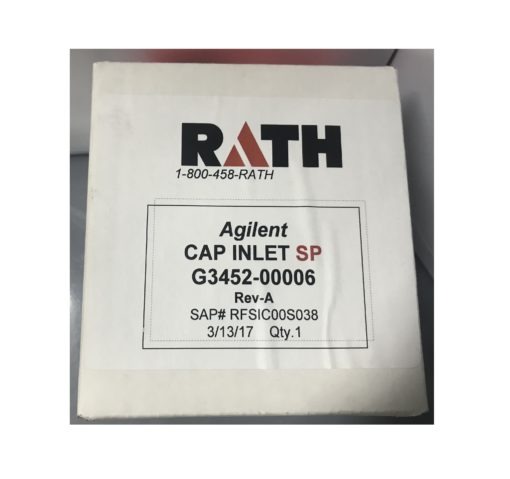 RATH
1-800-458-RATH
Agilent
CAP INLET SP
G3452-00006
Rev-A
SAP# RFSIC00S038
3/13/17 Qty.1